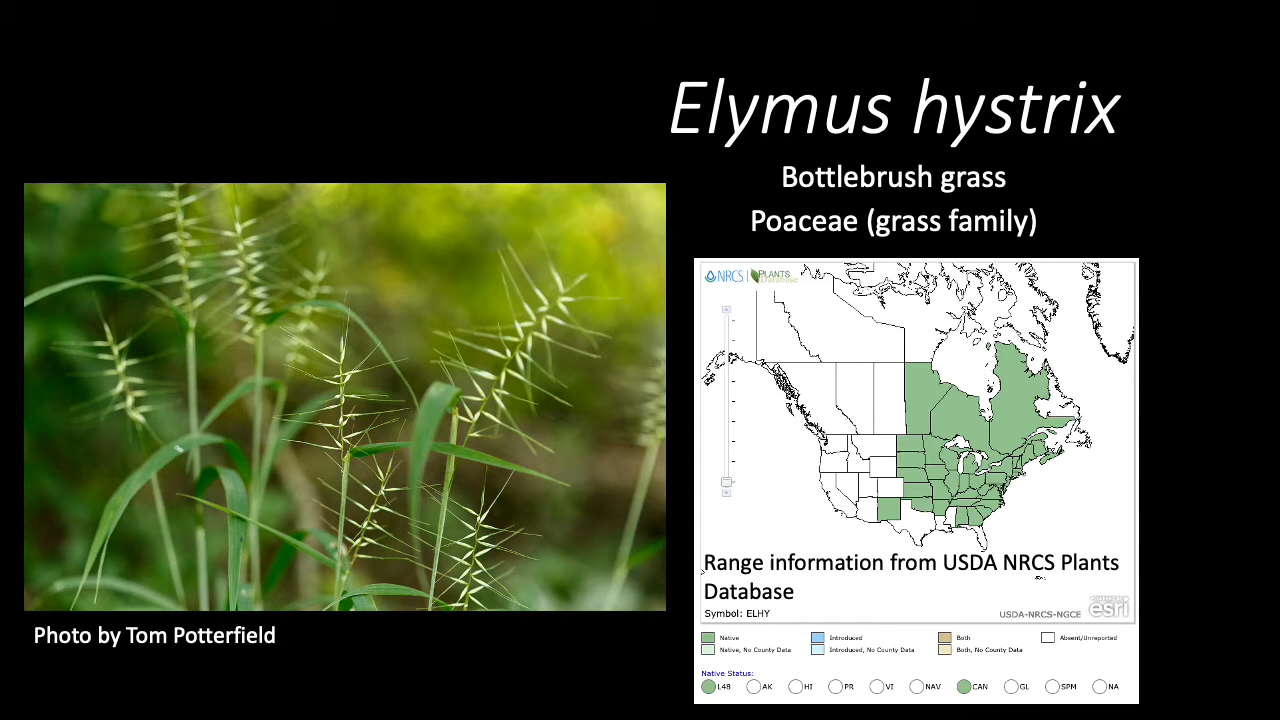 Elymus hystrix
Bottlebrush grass
Poaceae (grass family)
NRCS | PLANTS
Database
Range information from USDA NRCS Plants
Database
Symbol: ELHY
USDA-NRCS-NGCE
POWERED BY
esri
Photo by Tom Potterfield
Native Introduced Both Absent/Unreported
Native, No County Data Introduced, No County Data Both, No County Data
Native Status:
L48 AK HI PR VI NAV CAN GL SPM NA